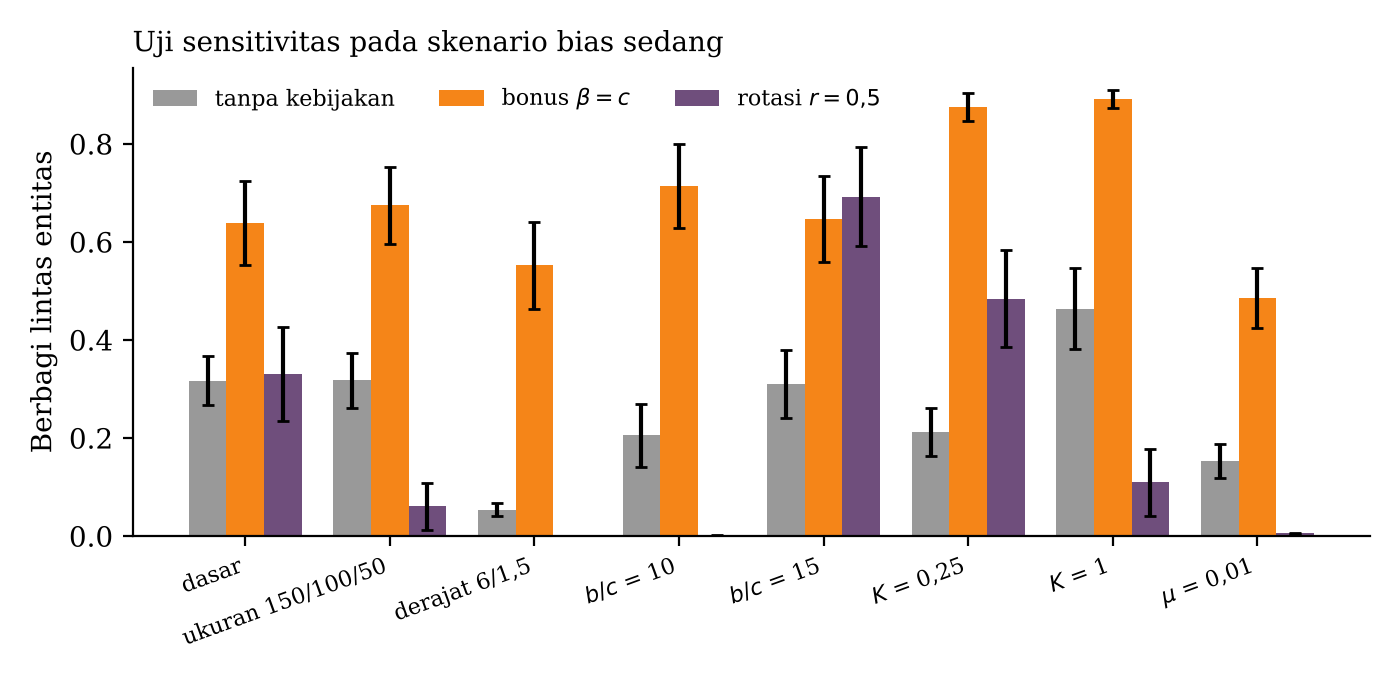 Uji sensitivitas pada skenario bias sedang
tanpa kebijakan
bonus β = c
rotasi r = 0,5
Berbagi lintas entitas
0.8
0.6
0.4
0.2
0.0
dasar
ukuran 150/100/50
derajat 6/1,5
b/c = 10
b/c = 15
K = 0,25
K = 1
μ = 0,01